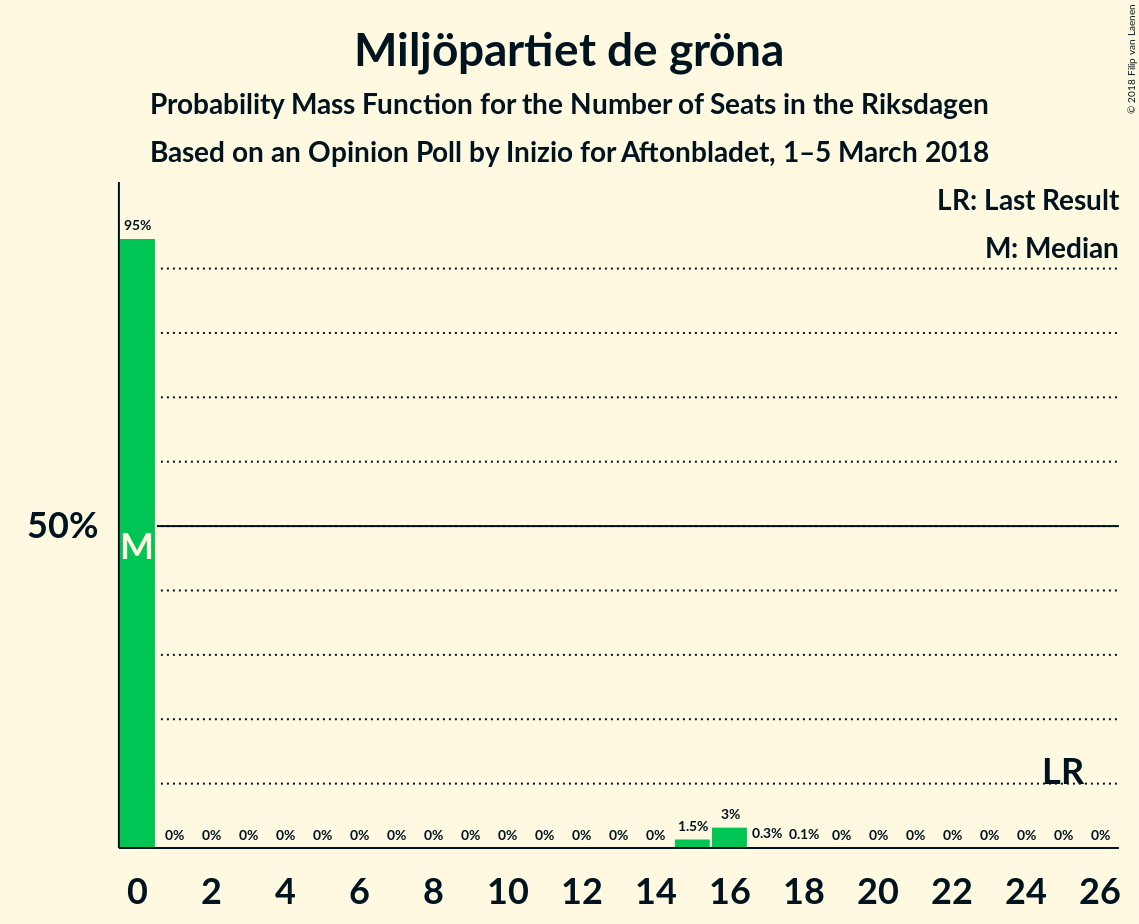 Miljöpartiet de gröna
Probability Mass Function for the Number of Seats in the Riksdagen
Based on an Opinion Poll by Inizio for Aftonbladet, 1–5 March 2018
© 2018 Filip van Laenen
LR: Last Result
M: Median
95%
50%
M
LR
0% 0% 0% 0% 0% 0% 0% 0% 0% 0% 0% 0% 0% 0% 1.5% 3% 0.3% 0.1% 0% 0% 0% 0% 0% 0% 0% 0%
0 2 4 6 8 10 12 14 16 18 20 22 24 26